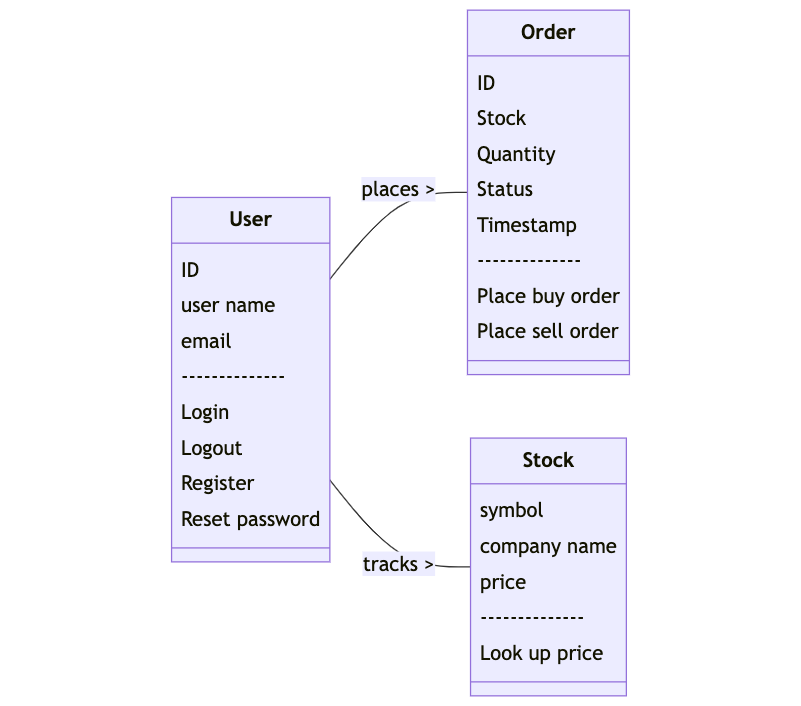 User
ID
user name
email
--------------
Login
Logout
Register
Reset password
places >
tracks >
Order
ID
Stock
Quantity
Status
Timestamp
--------------
Place buy order
Place sell order
Stock
symbol
company name
price
--------------
Look up price